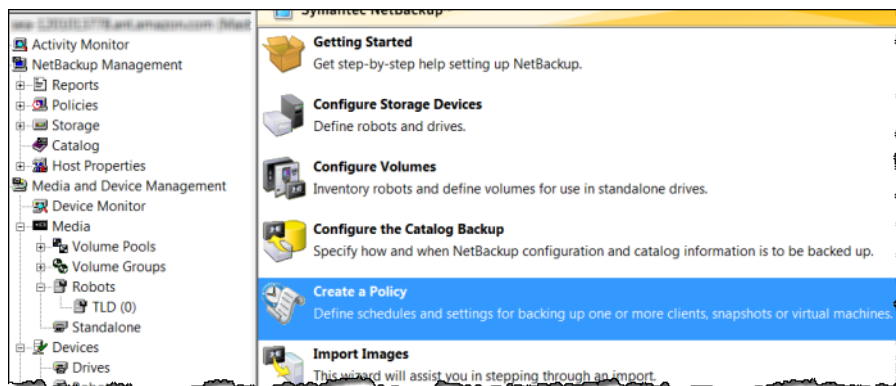 Symantec NetBackup
Activity Monitor
NetBackup Management
Reports
Policies
Storage
Catalog
Host Properties
Media and Device Management
Device Monitor
Media
Volume Pools
Volume Groups
Robots
TLD (0)
Standalone
Devices
Drives
Getting Started
Get step-by-step help setting up NetBackup.
Configure Storage Devices
Define robots and drives.
Configure Volumes
Inventory robots and define volumes for use in standalone drives.
Configure the Catalog Backup
Specify how and when NetBackup configuration and catalog information is to be backed up.
Create a Policy
Define schedules and settings for backing up one or more clients, snapshots or virtual machines.
Import Images
This wizard will assist you in stepping through an import.